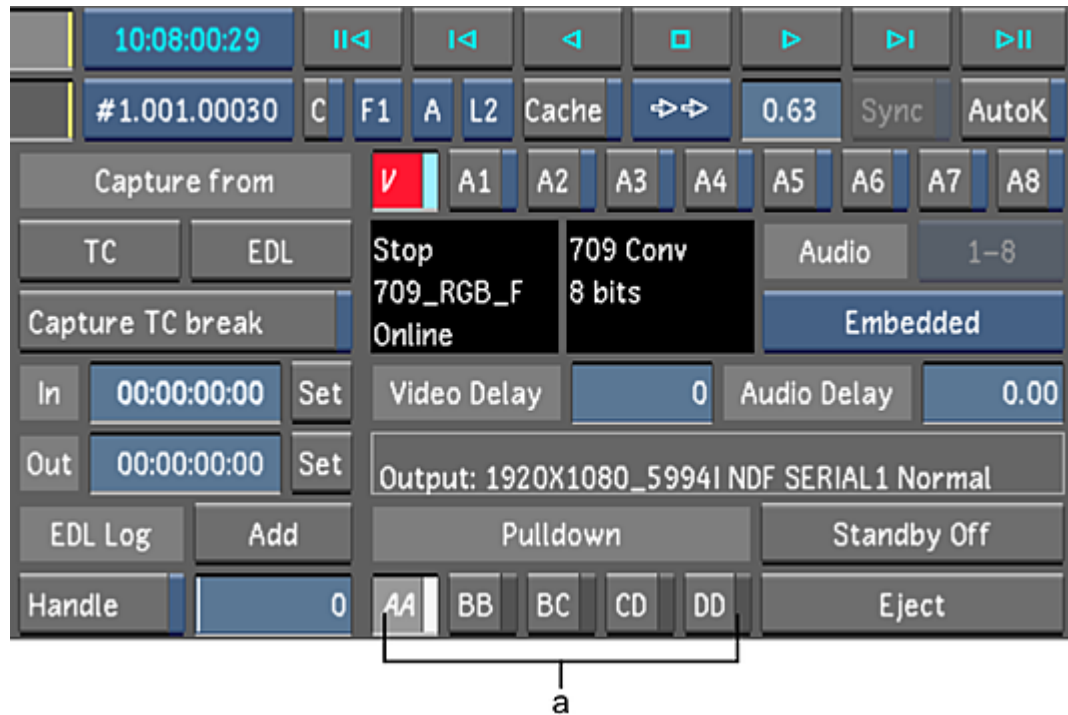 10:08:00:29
#1.001.00030 C F1 A L2 Cache 0.63 Sync AutoK
Capture from V A1 A2 A3 A4 A5 A6 A7 A8
TC EDL Stop 709 Conv Audio 1-8
709_RGB_F 8 bits
Capture TC break Online Embedded
In 00:00:00:00 Set Video Delay 0 Audio Delay 0.00
Out 00:00:00:00 Set Output: 1920X1080_5994I NDF SERIAL1 Normal
EDL Log Add Pulldown Standby Off
Handle 0 AA BB BC CD DD Eject
a